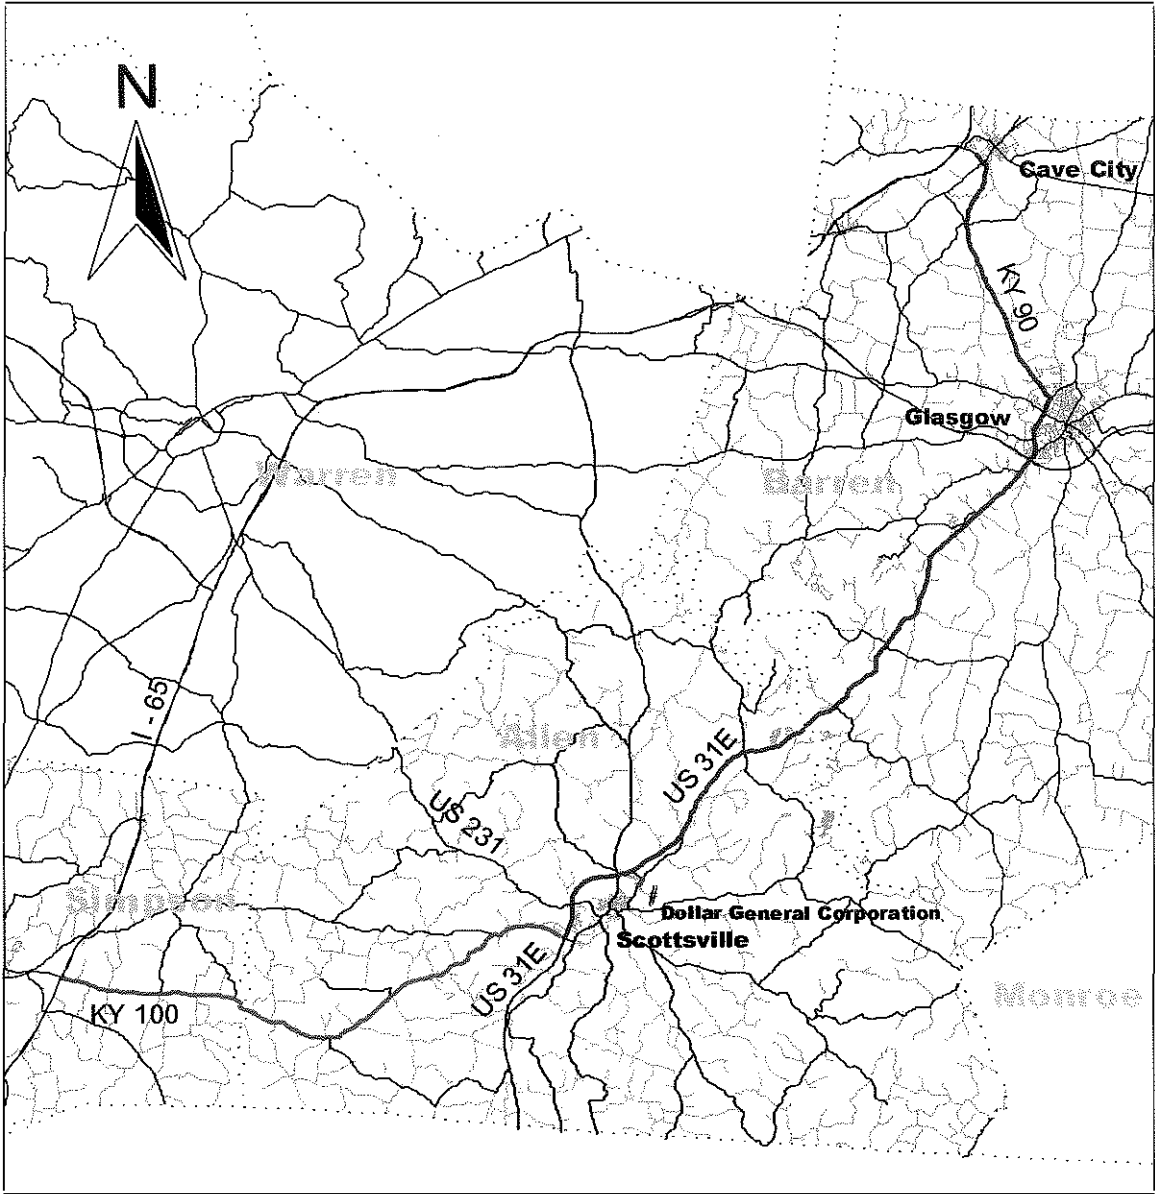 N
Cave City
KY 90
Glasgow
Warren
Barren
I - 65
Allen
US 31E
US 231
Simpson
Dollar General Corporation
Scottsville
US 31E
Monroe
KY 100